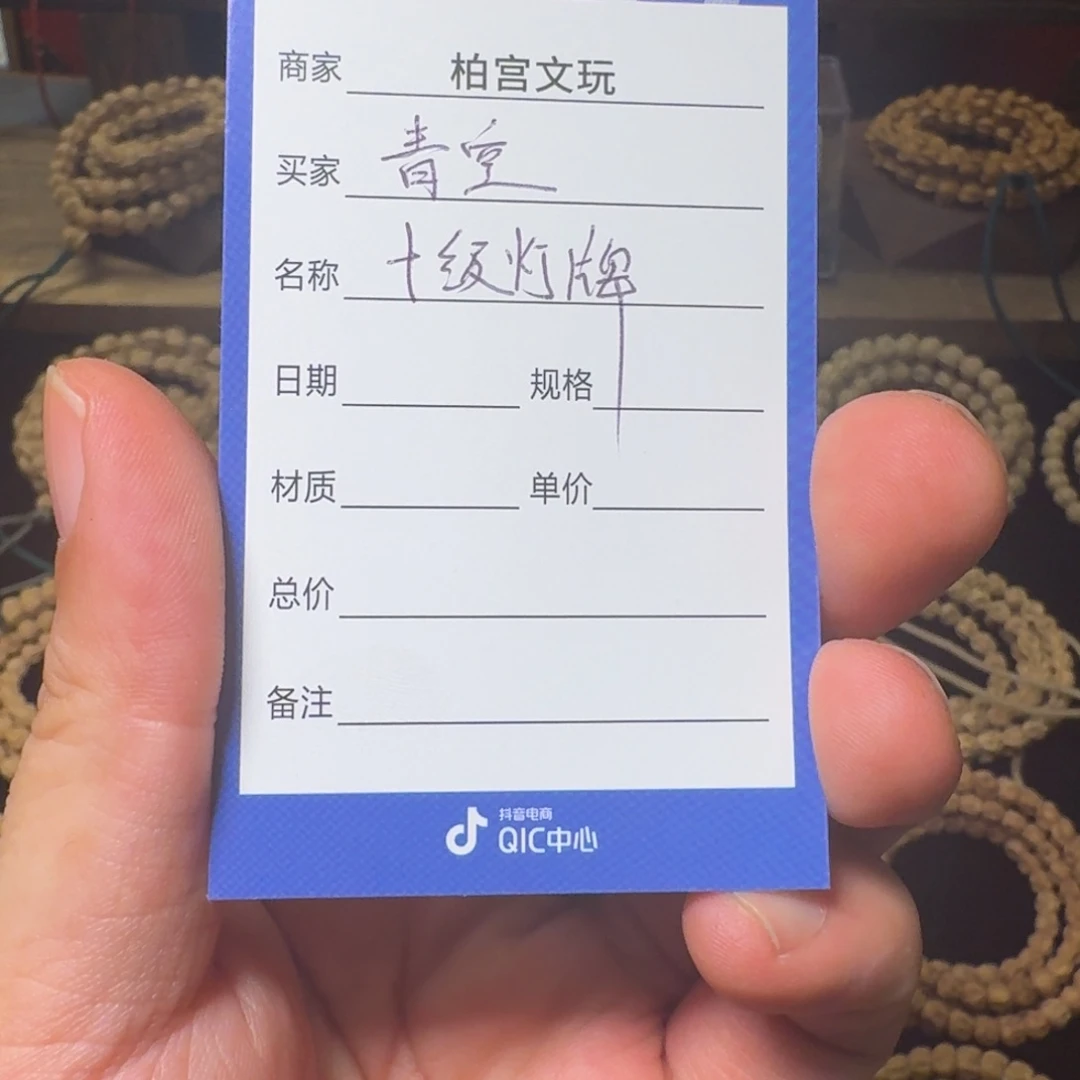 商家 柏宫文玩
买家 青空
名称 十级灯牌
日期 规格
材质 单价
总价
备注
抖音电商
QIC中心